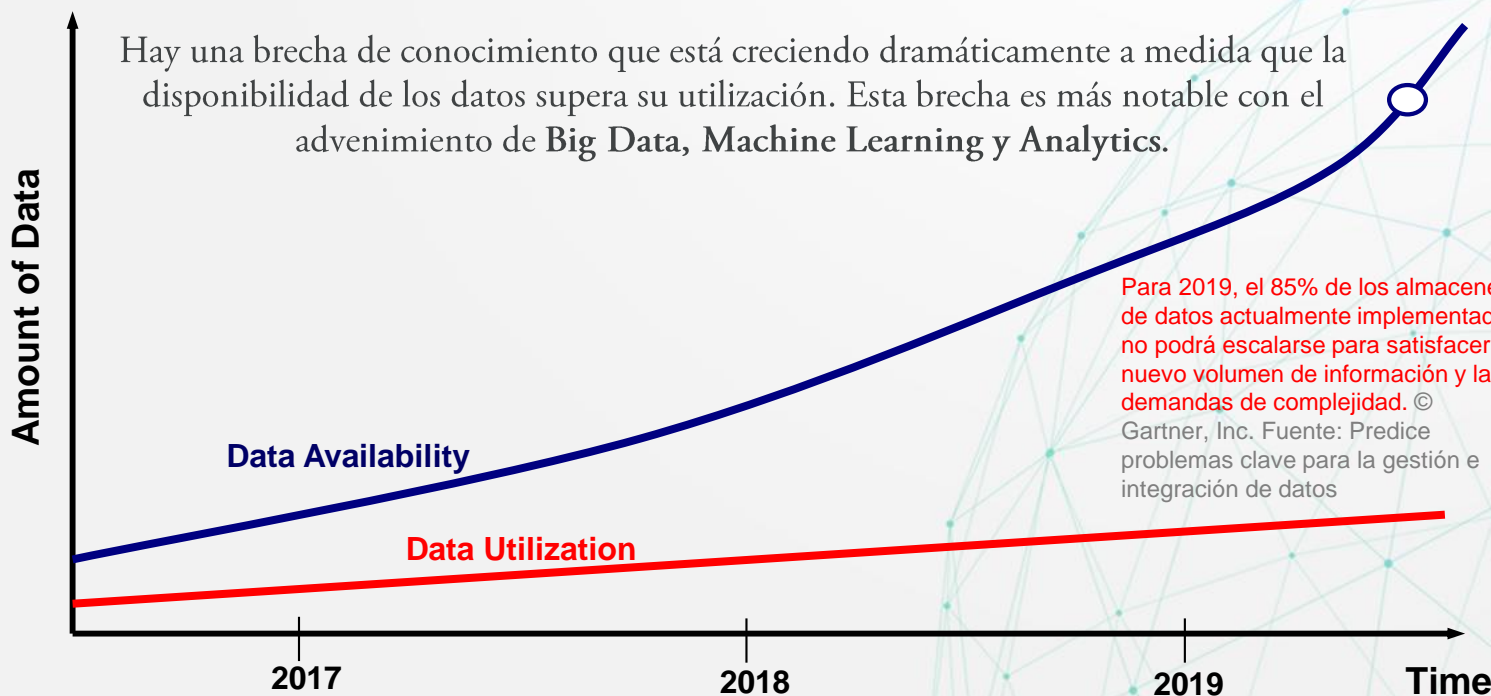 Hay una brecha de conocimiento que está creciendo dramáticamente a medida que la
disponibilidad de los datos supera su utilización. Esta brecha es más notable con el
advenimiento de Big Data, Machine Learning y Analytics.
Amount of Data
Para 2019, el 85% de los almacene
de datos actualmente implementad
no podrá escalarse para satisfacer
nuevo volumen de información y la
demandas de complejidad. ©
Gartner, Inc. Fuente: Predice
problemas clave para la gestión e
integración de datos
Data Availability
Data Utilization
2017
2018
2019
Time